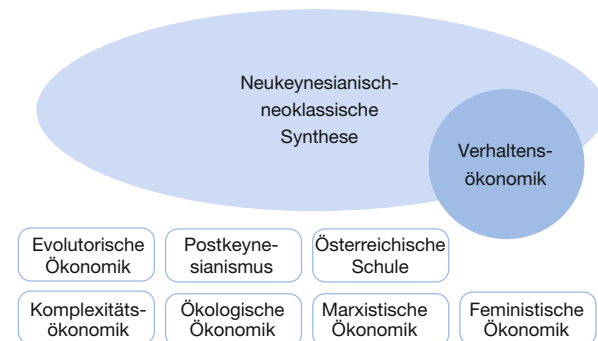 Neukeynesianisch-
neoklassische
Synthese
Verhaltens-
ökonomik
Evolutorische
Ökonomik
Postkeyne-
sianismus
Österreichische
Schule
Komplexitäts-
ökonomik
Ökologische
Ökonomik
Marxistische
Ökonomik
Feministische
Ökonomik